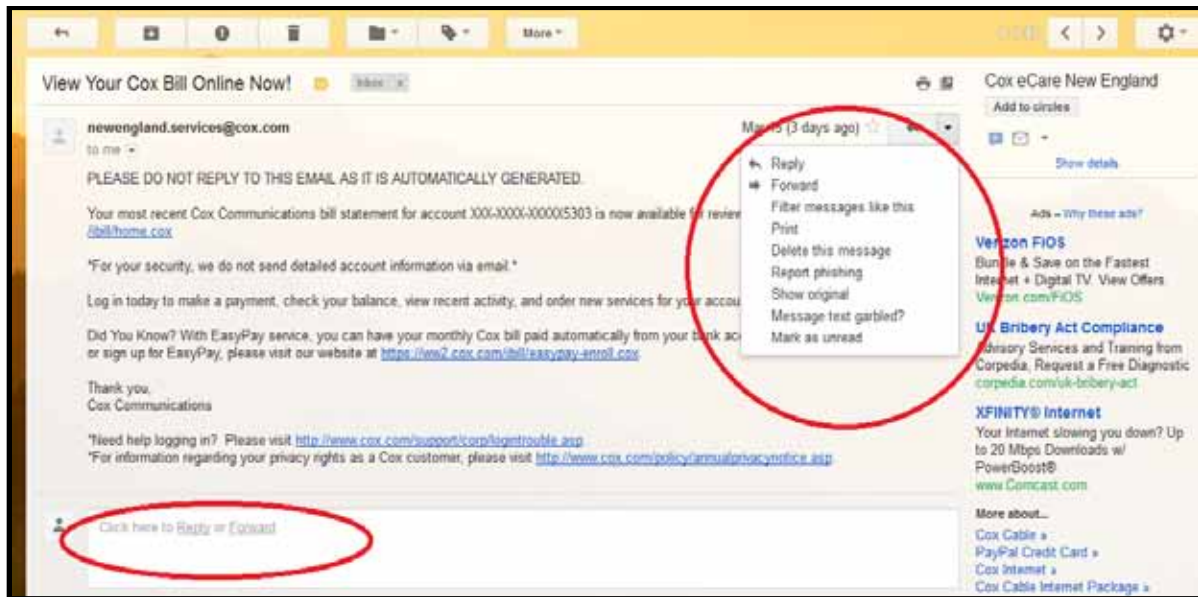 More
View Your Cox Bill Online Now!
Inbox x
newengland.services@cox.com
Mar 15 (3 days ago)
to me
PLEASE DO NOT REPLY TO THIS EMAIL AS IT IS AUTOMATICALLY GENERATED.
Your most recent Cox Communications bill statement for account XXX-XXXX-XXXXX5303 is now available for review
/ibill/home.cox
*For your security, we do not send detailed account information via email.*
Log in today to make a payment, check your balance, view recent activity, and order new services for your accou
Did You Know? With EasyPay service, you can have your monthly Cox bill paid automatically from your bank acc
or sign up for EasyPay, please visit our website at https://ww2.cox.com/ibill/easypay-enroll.cox.
Thank you,
Cox Communications
*Need help logging in? Please visit http://www.cox.com/support/corp/logintrouble.asp
*For information regarding your privacy rights as a Cox customer, please visit http://www.cox.com/policy/annualprivacynotice.asp.
Click here to Reply or Forward
Reply
Forward
Filter messages like this
Print
Delete this message
Report phishing
Show original
Message text garbled?
Mark as unread
Cox eCare New England
Add to circles
Show details
Ads – Why these ads?
Verizon FiOS
Bundle & Save on the Fastest
Internet + Digital TV. View Offers
Verizon.com/FiOS
UK Bribery Act Compliance
Advisory Services and Training from
Corpedia, Request a Free Diagnostic
corpedia.com/uk-bribery-act
XFINITY® Internet
Your Internet slowing you down? Up
to 20 Mbps Downloads w/
PowerBoost®
www.Comcast.com
More about...
Cox Cable »
PayPal Credit Card »
Cox Internet »
Cox Cable Internet Package »